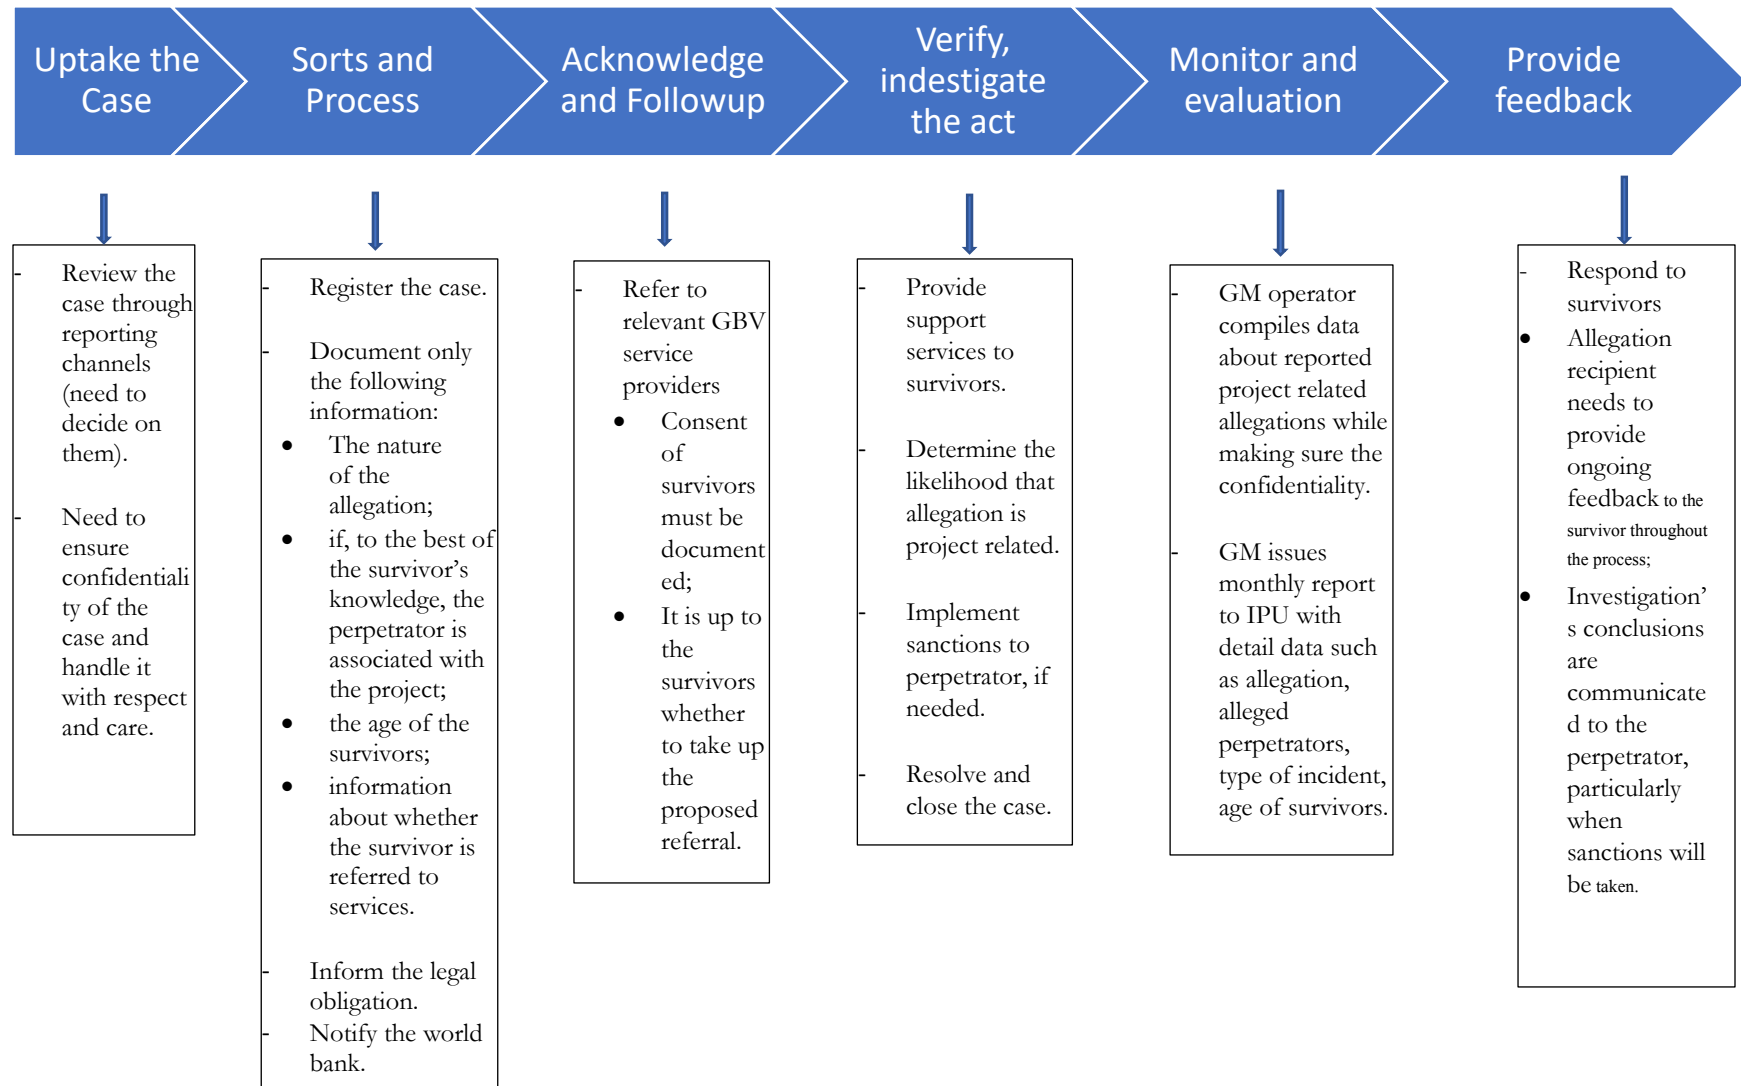 Uptake the
Case
Sorts and
Process
Acknowledge
and Followup
Verify,
indestigate
the act
Monitor and
evaluation
Provide
feedback
- Review the
case through
reporting
channels
(need to
decide on
them).
- Need to
ensure
confidentiali
ty of the
case and
handle it
with respect
and care.
- Register the case.
- Document only
the following
information:
● The nature
of the
allegation;
● if, to the best of
the survivor’s
knowledge, the
perpetrator is
associated with
the project;
● the age of the
survivors;
● information
about whether
the survivor is
referred to
services.
- Inform the legal
obligation.
- Notify the world
bank.
- Refer to
relevant GBV
service
providers
● Consent
of
survivors
must be
document
ed;
● It is up to
the
survivors
whether
to take up
the
proposed
referral.
- Provide
support
services to
survivors.
- Determine the
likelihood that
allegation is
project related.
- Implement
sanctions to
perpetrator, if
needed.
- Resolve and
close the case.
- GM operator
compiles data
about reported
project related
allegations while
making sure the
confidentiality.
- GM issues
monthly report
to IPU with
detail data such
as allegation,
alleged
perpetrators,
type of incident,
age of survivors.
- Respond to
survivors
● Allegation
recipient
needs to
provide
ongoing
feedback to the
survivor throughout
the process;
● Investigation’
s conclusions
are
communicate
d to the
perpetrator,
particularly
when
sanctions will
be taken.